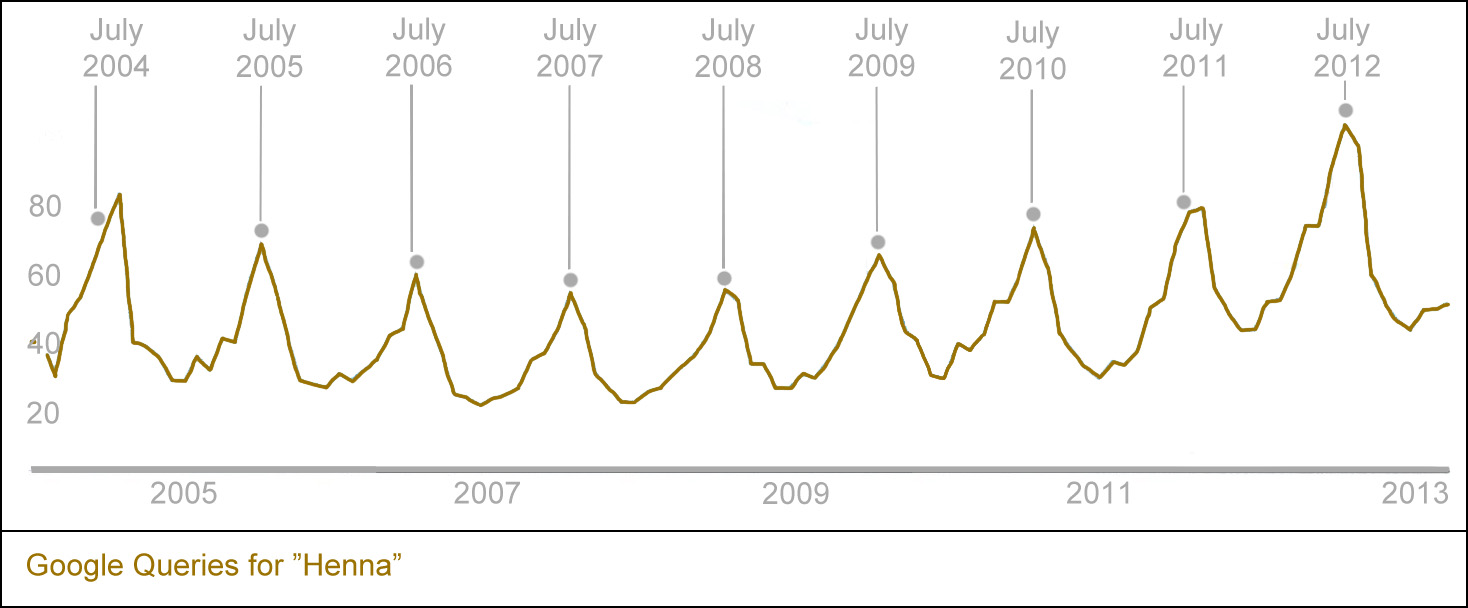 July July July July July July July July July
2004 2005 2006 2007 2008 2009 2010 2011 2012
80
60
40
20
2005 2007 2009 2011 2013
Google Queries for ”Henna”